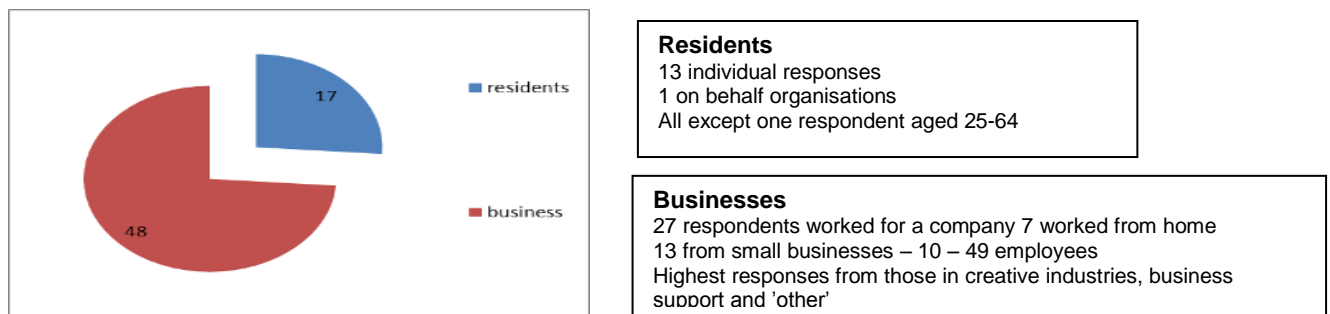 17
residents
business
48
Residents
13 individual responses
1 on behalf organisations
All except one respondent aged 25-64
Businesses
27 respondents worked for a company 7 worked from home
13 from small businesses – 10 – 49 employees
Highest responses from those in creative industries, business
support and ’other’